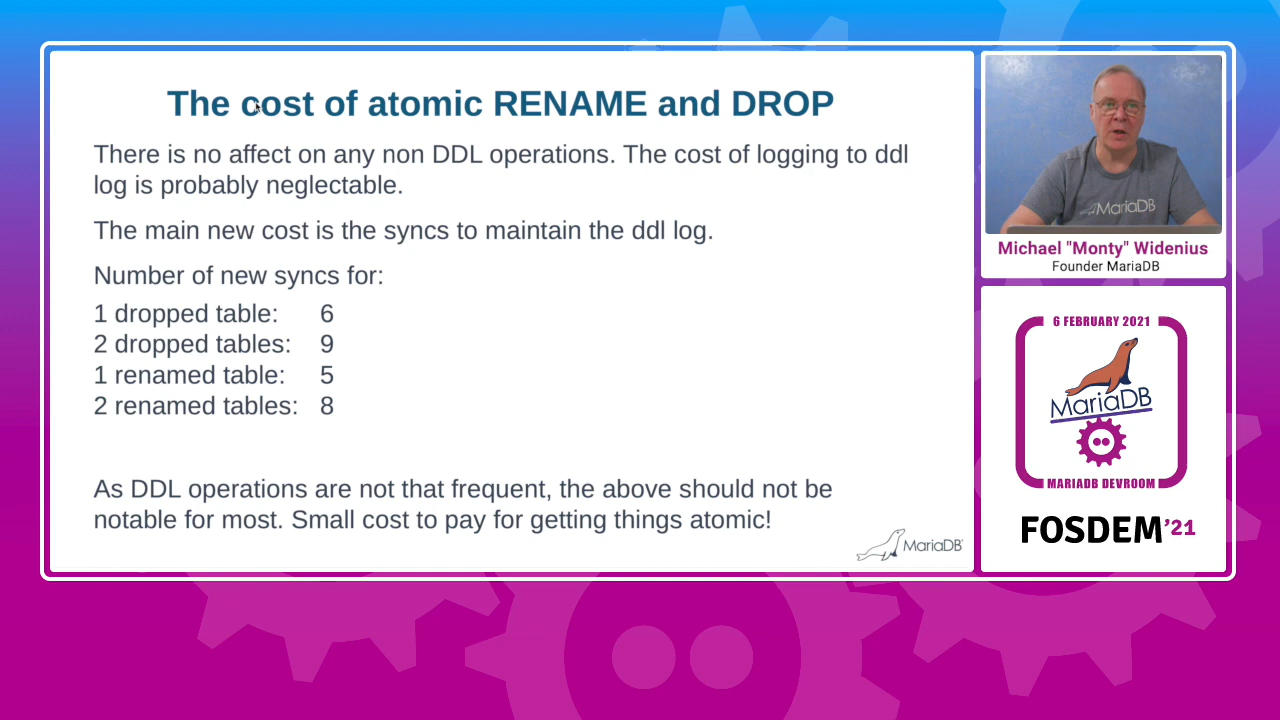 The cost of atomic RENAME and DROP
There is no affect on any non DDL operations. The cost of logging to ddl
log is probably neglectable.
The main new cost is the syncs to maintain the ddl log.
Number of new syncs for:
1 dropped table: 6
2 dropped tables: 9
1 renamed table: 5
2 renamed tables: 8
As DDL operations are not that frequent, the above should not be
notable for most. Small cost to pay for getting things atomic!
MariaDB
MariaDB
Michael "Monty" Widenius
Founder MariaDB
6 FEBRUARY 2021
MariaDB
MARIADB DEVROOM
FOSDEM'21